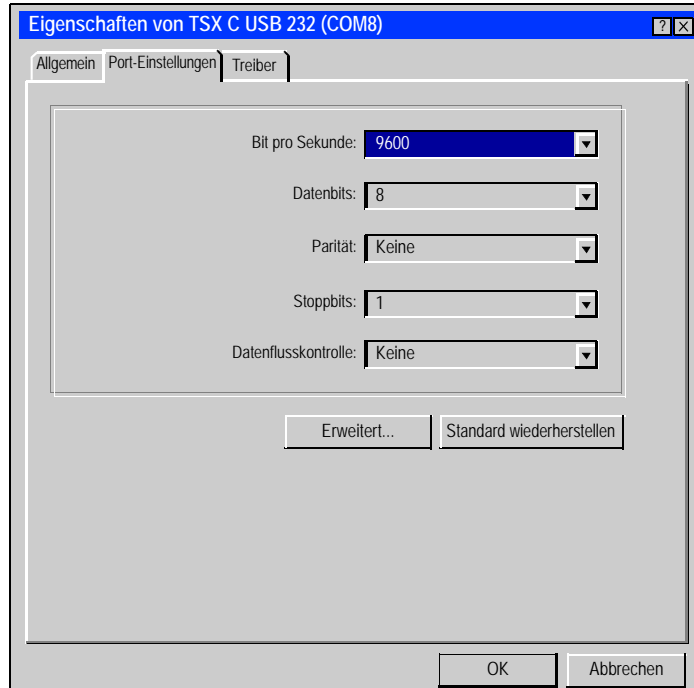 Eigenschaften von TSX C USB 232 (COM8)
Allgemein Port-Einstellungen Treiber
Bit pro Sekunde: 9600
Datenbits: 8
Parität: Keine
Stoppbits: 1
Datenflusskontrolle: Keine
Erweitert... Standard wiederherstellen
OK Abbrechen